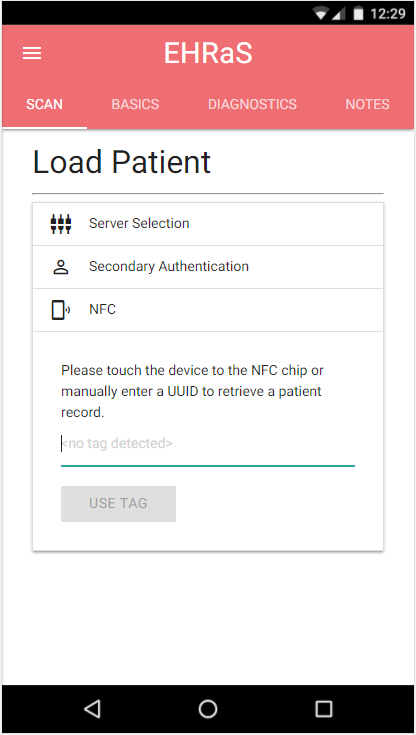 12:29
EHRaS
SCAN BASICS DIAGNOSTICS NOTES
Load Patient
Server Selection
Secondary Authentication
NFC
Please touch the device to the NFC chip or
manually enter a UUID to retrieve a patient
record.
<no tag detected>
USE TAG